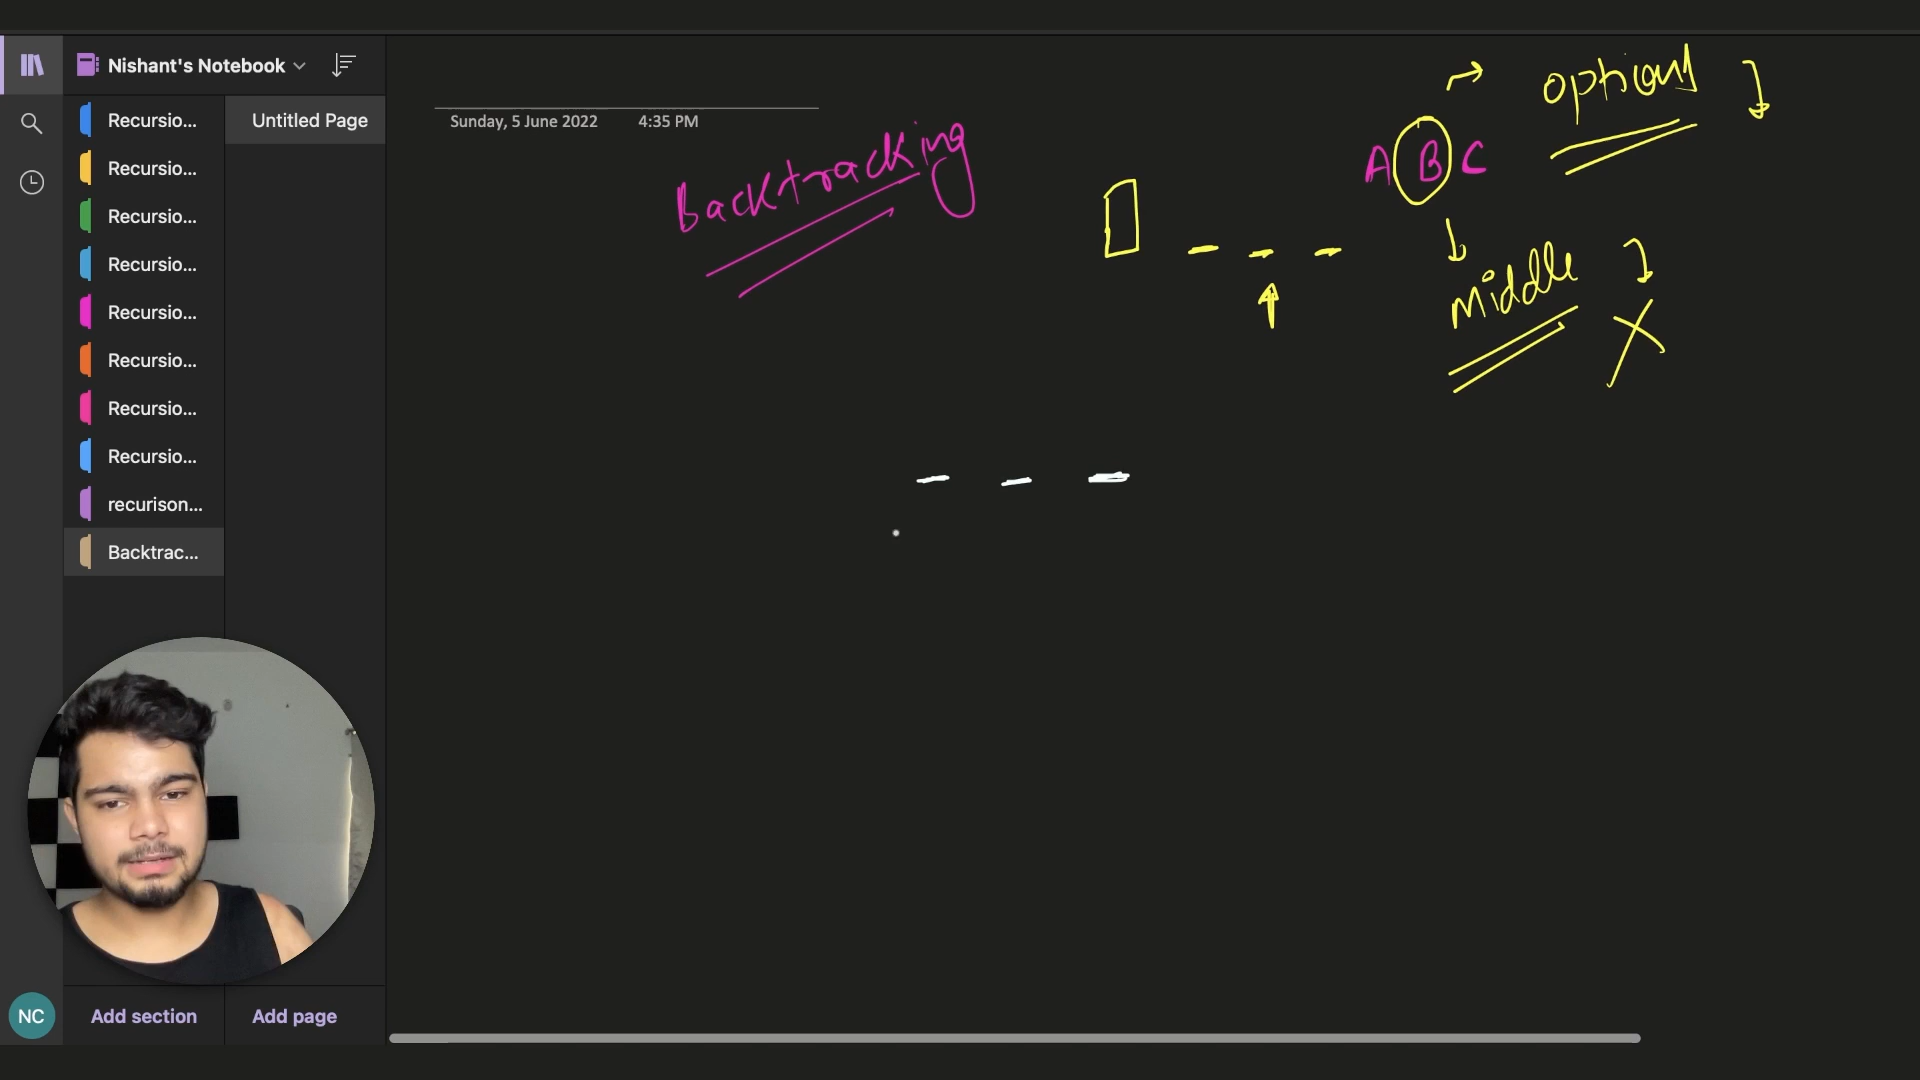 Nishant's Notebook
Recursio...
Recursio...
Recursio...
Recursio...
Recursio...
Recursio...
Recursio...
Recursio...
recurison...
Backtrac...
Untitled Page
Sunday, 5 June 2022 4:35 PM
Backtracking
options
A B C
middle
NC
Add section
Add page